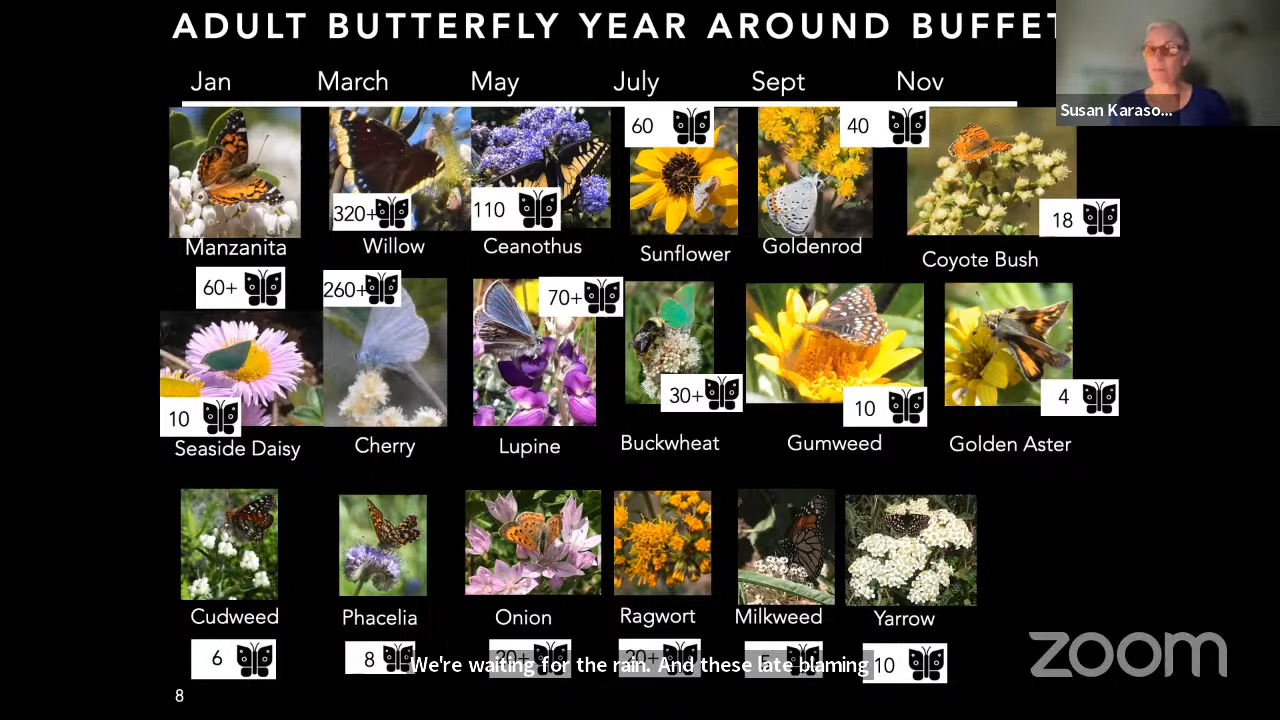 ADULT BUTTERFLY YEAR AROUND BUFFET
Susan Karaso...
Jan March May July Sept Nov
320+ 110 60 40 18
Manzanita Willow Ceanothus Sunflower Goldenrod Coyote Bush
60+ 260+ 70+
10 30+ 10 4
Seaside Daisy Cherry Lupine Buckwheat Gumweed Golden Aster
Cudweed Phacelia Onion Ragwort Milkweed Yarrow
6 8 20+ 20+ 5 10
We're waiting for the rain. And these late blaming
zoom
8